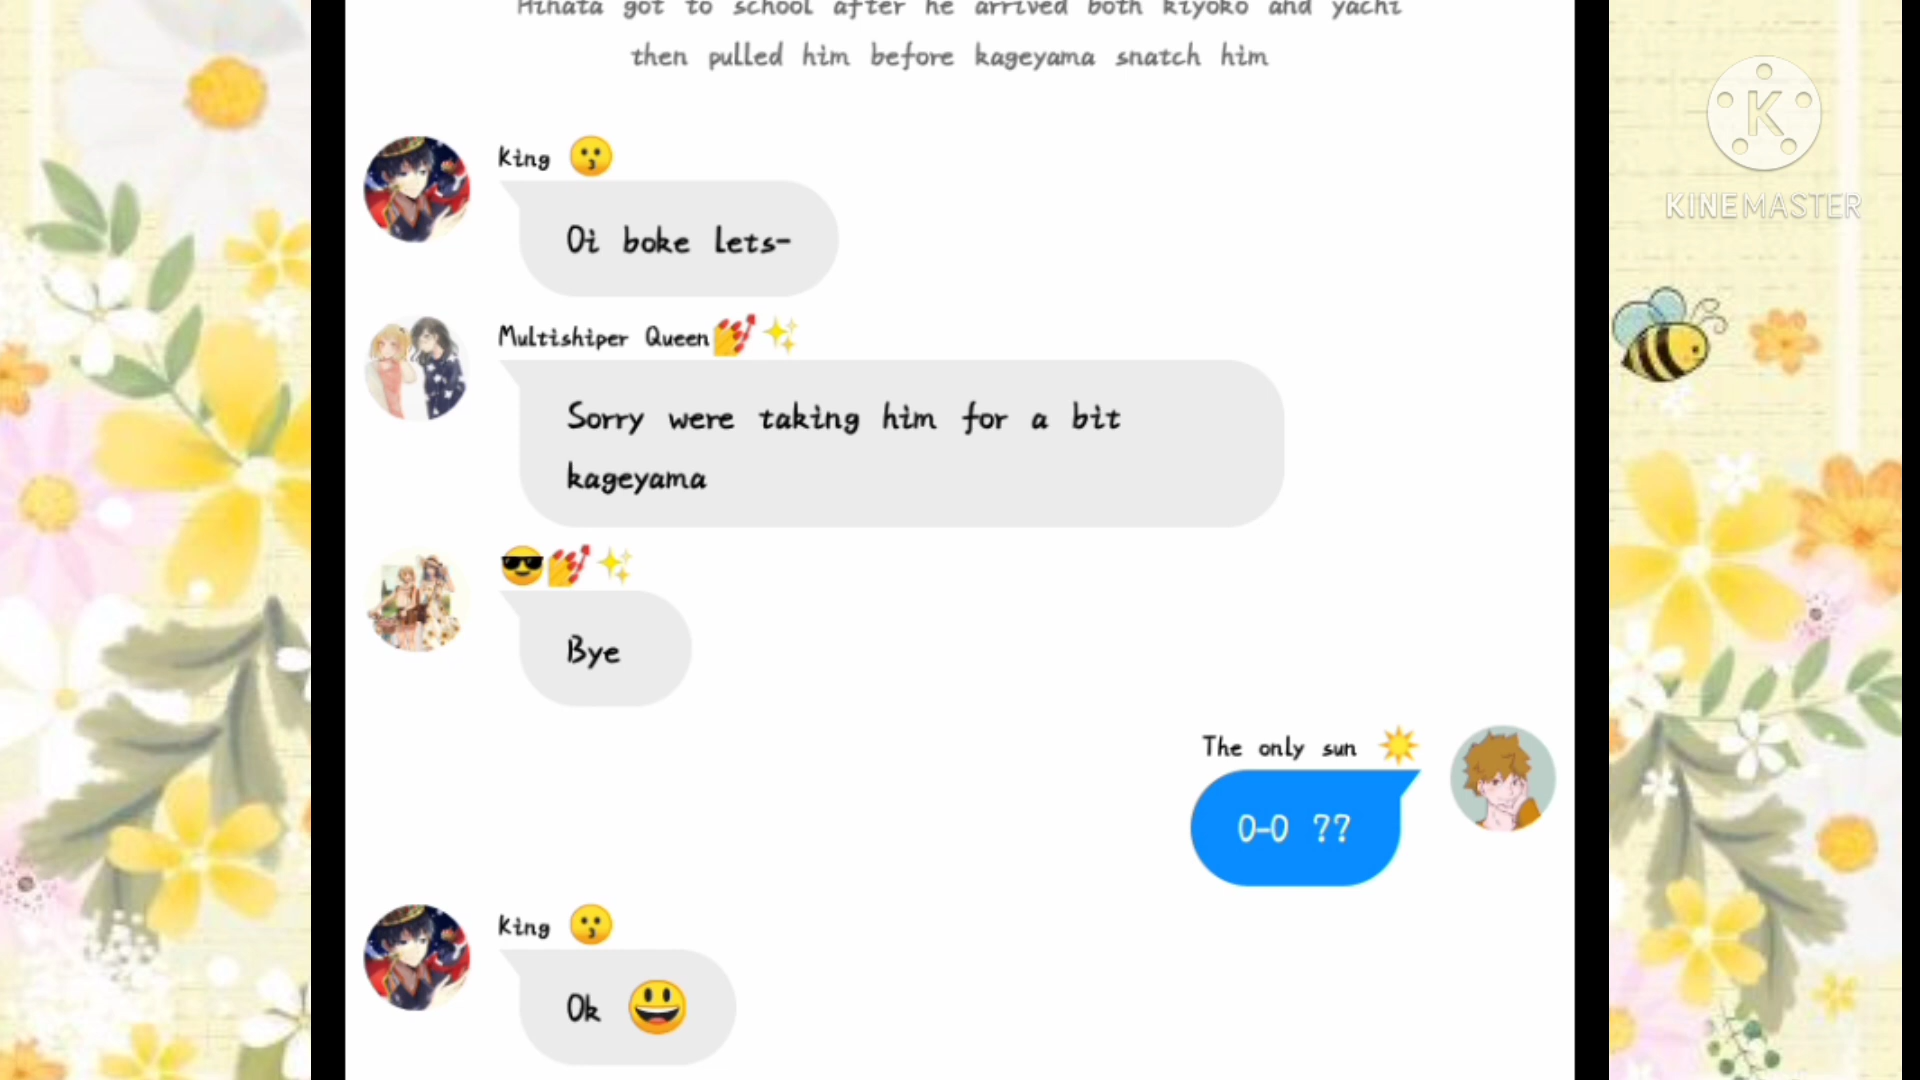 Hinata got to school after he arrived both kiyoko and yachi
then pulled him before kageyama snatch him
King 😗
Oi boke lets-
Multishiper Queen💅✨
Sorry were taking him for a bit
kageyama
😎💅✨
Bye
The only sun ☀
O-O ??
King 😗
Ok 😃
KINEMASTER